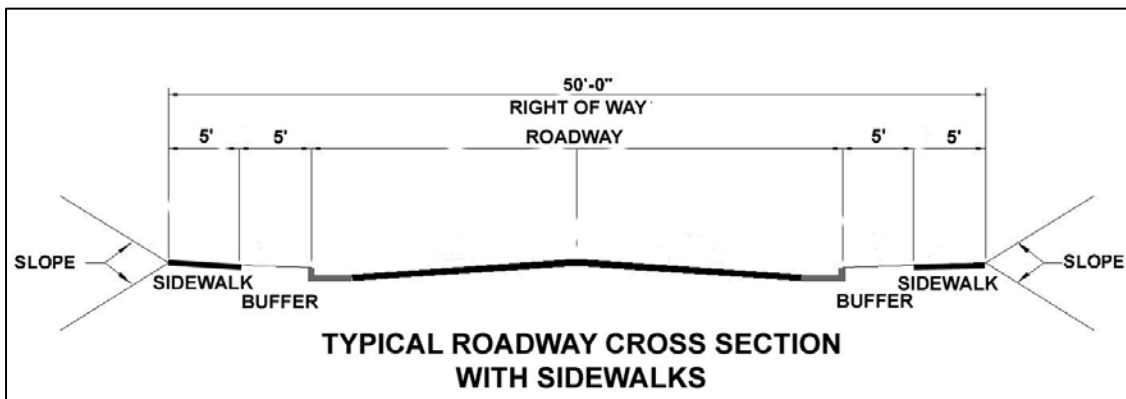 50'-0"
RIGHT OF WAY
5' 5' ROADWAY 5' 5'
SLOPE SLOPE
SIDEWALK SIDEWALK
BUFFER BUFFER
TYPICAL ROADWAY CROSS SECTION
WITH SIDEWALKS